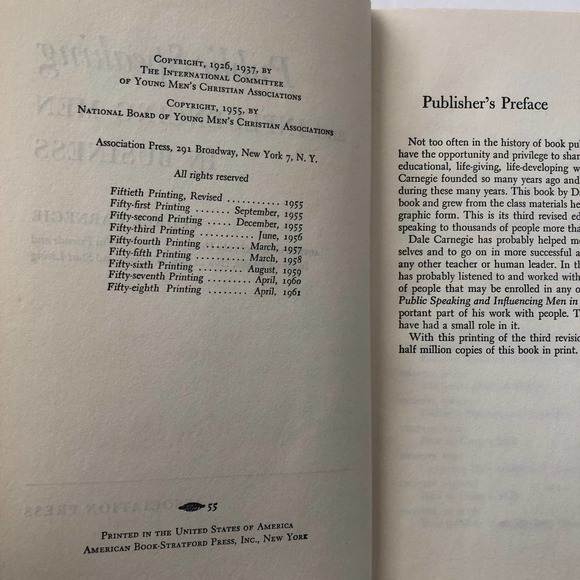 COPYRIGHT, 1926, 1937, BY
THE INTERNATIONAL COMMITTEE
OF YOUNG MEN'S CHRISTIAN ASSOCIATIONS
COPYRIGHT, 1955, BY
NATIONAL BOARD OF YOUNG MEN'S CHRISTIAN ASSOCIATIONS
Association Press, 291 Broadway, New York 7, N. Y.
All rights reserved
Fiftieth Printing, Revised . . . . . . . . . . 1955
Fifty-first Printing . . . . . . . September, 1955
Fifty-second Printing . . . . . December, 1955
Fifty-third Printing . . . . . . . . . . . . June, 1956
Fifty-fourth Printing . . . . . . . . March, 1957
Fifty-fifth Printing . . . . . . . . . . March, 1958
Fifty-sixth Printing . . . . . . . . . August, 1959
Fifty-seventh Printing . . . . . . . . April, 1960
Fifty-eighth Printing . . . . . . . . . April, 1961
55
PRINTED IN THE UNITED STATES OF AMERICA
AMERICAN BOOK-STRATFORD PRESS, INC., NEW YORK
Publisher's Preface
Not too often in the history of book pu
have the opportunity and privilege to shar
educational, life-giving, life-developing w
Carnegie founded so many years ago and
during these many years. This book by D
book and grew from the class materials he
graphic form. This is its third revised ed
speaking to thousands of people more tha
Dale Carnegie has probably helped m
selves and to go on in more successful a
any other teacher or human leader. In th
has probably listened to and worked with
of people that may be enrolled in any o
Public Speaking and Influencing Men in
portant part of his work with people. T
have had a small role in it.
With this printing of the third revisio
half million copies of this book in print.